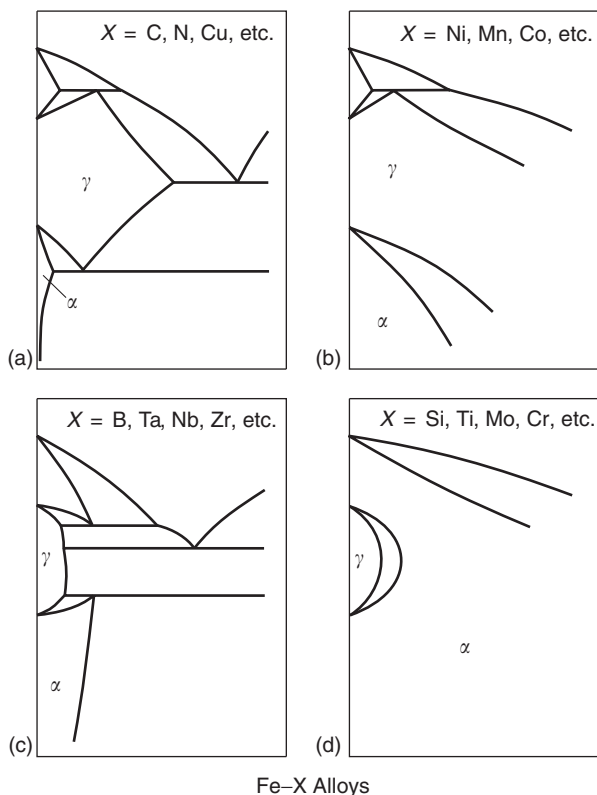 X = C, N, Cu, etc.
γ
α
(a)
X = Ni, Mn, Co, etc.
γ
α
(b)
X = B, Ta, Nb, Zr, etc.
γ
α
(c)
X = Si, Ti, Mo, Cr, etc.
γ
α
(d)
Fe–X Alloys